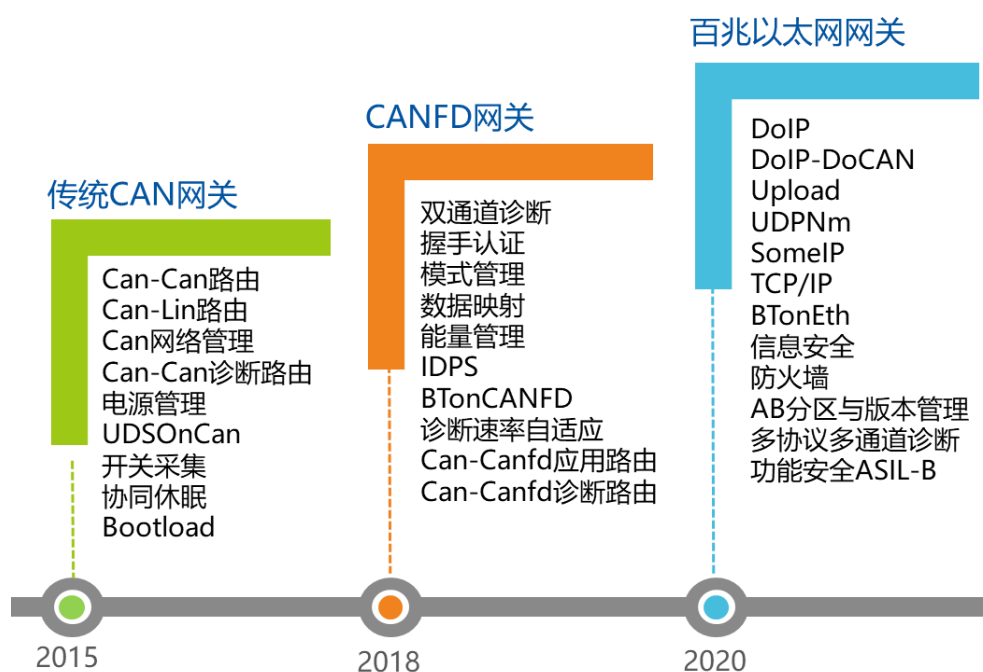 传统CAN网关
Can-Can路由
Can-Lin路由
Can网络管理
Can-Can诊断路由
电源管理
UDSOnCan
开关采集
协同休眠
Bootload
2015
CANFD网关
双通道诊断
握手认证
模式管理
数据映射
能量管理
IDPS
BTonCANFD
诊断速率自适应
Can-Canfd应用路由
Can-Canfd诊断路由
2018
百兆以太网网关
DoIP
DoIP-DoCAN
Upload
UDPNm
SomeIP
TCP/IP
BTonEth
信息安全
防火墙
AB分区与版本管理
多协议多通道诊断
功能安全ASIL-B
2020